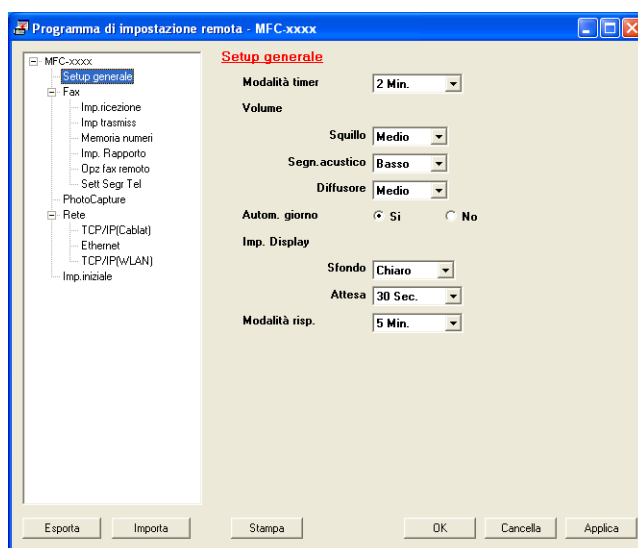 Programma di impostazione remota - MFC-xxxx
MFC-xxxx
Setup generale
Fax
Imp.ricezione
Imp trasmiss
Memoria numeri
Imp. Rapporto
Opz fax remoto
Sett Segr Tel
PhotoCapture
Rete
TCP/IP(Cablat)
Ethernet
TCP/IP(WLAN)
Imp.iniziale
Setup generale
Modalità timer 2 Min.
Volume
Squillo Medio
Segn.acustico Basso
Diffusore Medio
Autom. giorno Si No
Imp. Display
Sfondo Chiaro
Attesa 30 Sec.
Modalità risp. 5 Min.
Esporta Importa Stampa OK Cancella Applica